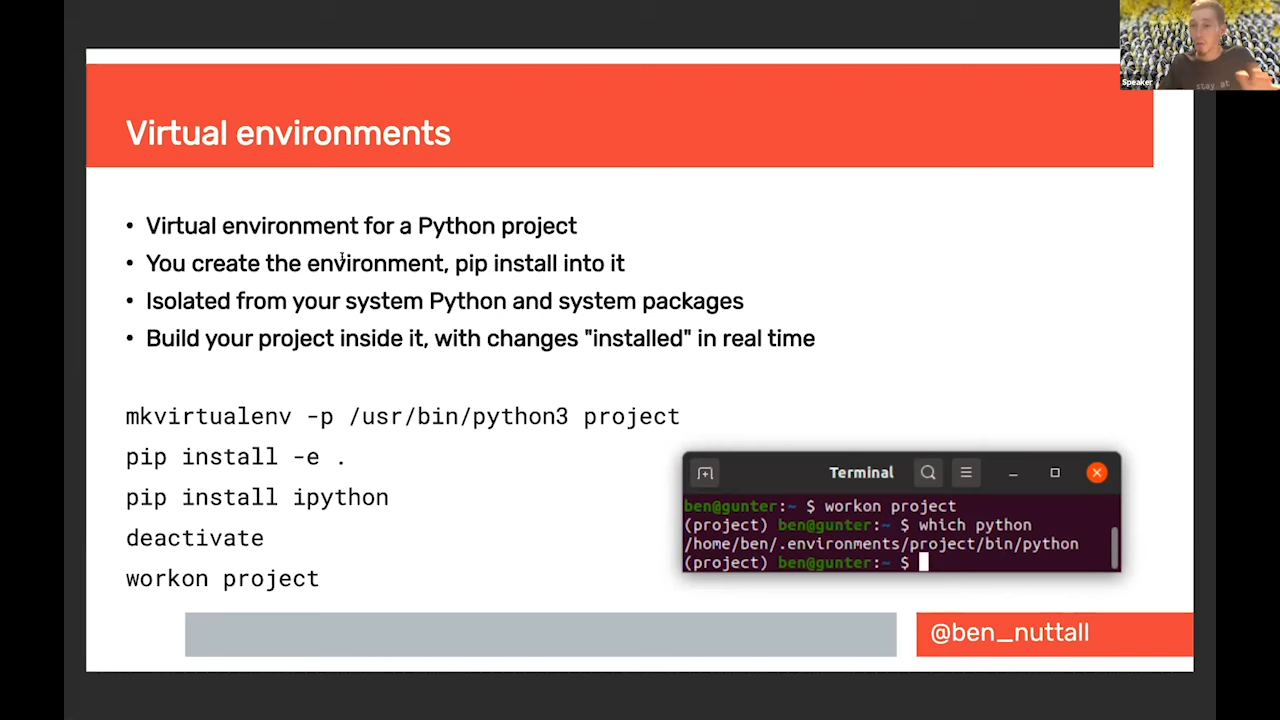 Speaker
stay at
Virtual environments
• Virtual environment for a Python project
• You create the environment, pip install into it
• Isolated from your system Python and system packages
• Build your project inside it, with changes "installed" in real time
mkvirtualenv -p /usr/bin/python3 project
pip install -e .
pip install ipython
deactivate
workon project
Terminal
ben@gunter:~ $ workon project
(project) ben@gunter:~ $ which python
/home/ben/.environments/project/bin/python
(project) ben@gunter:~ $
@ben_nuttall